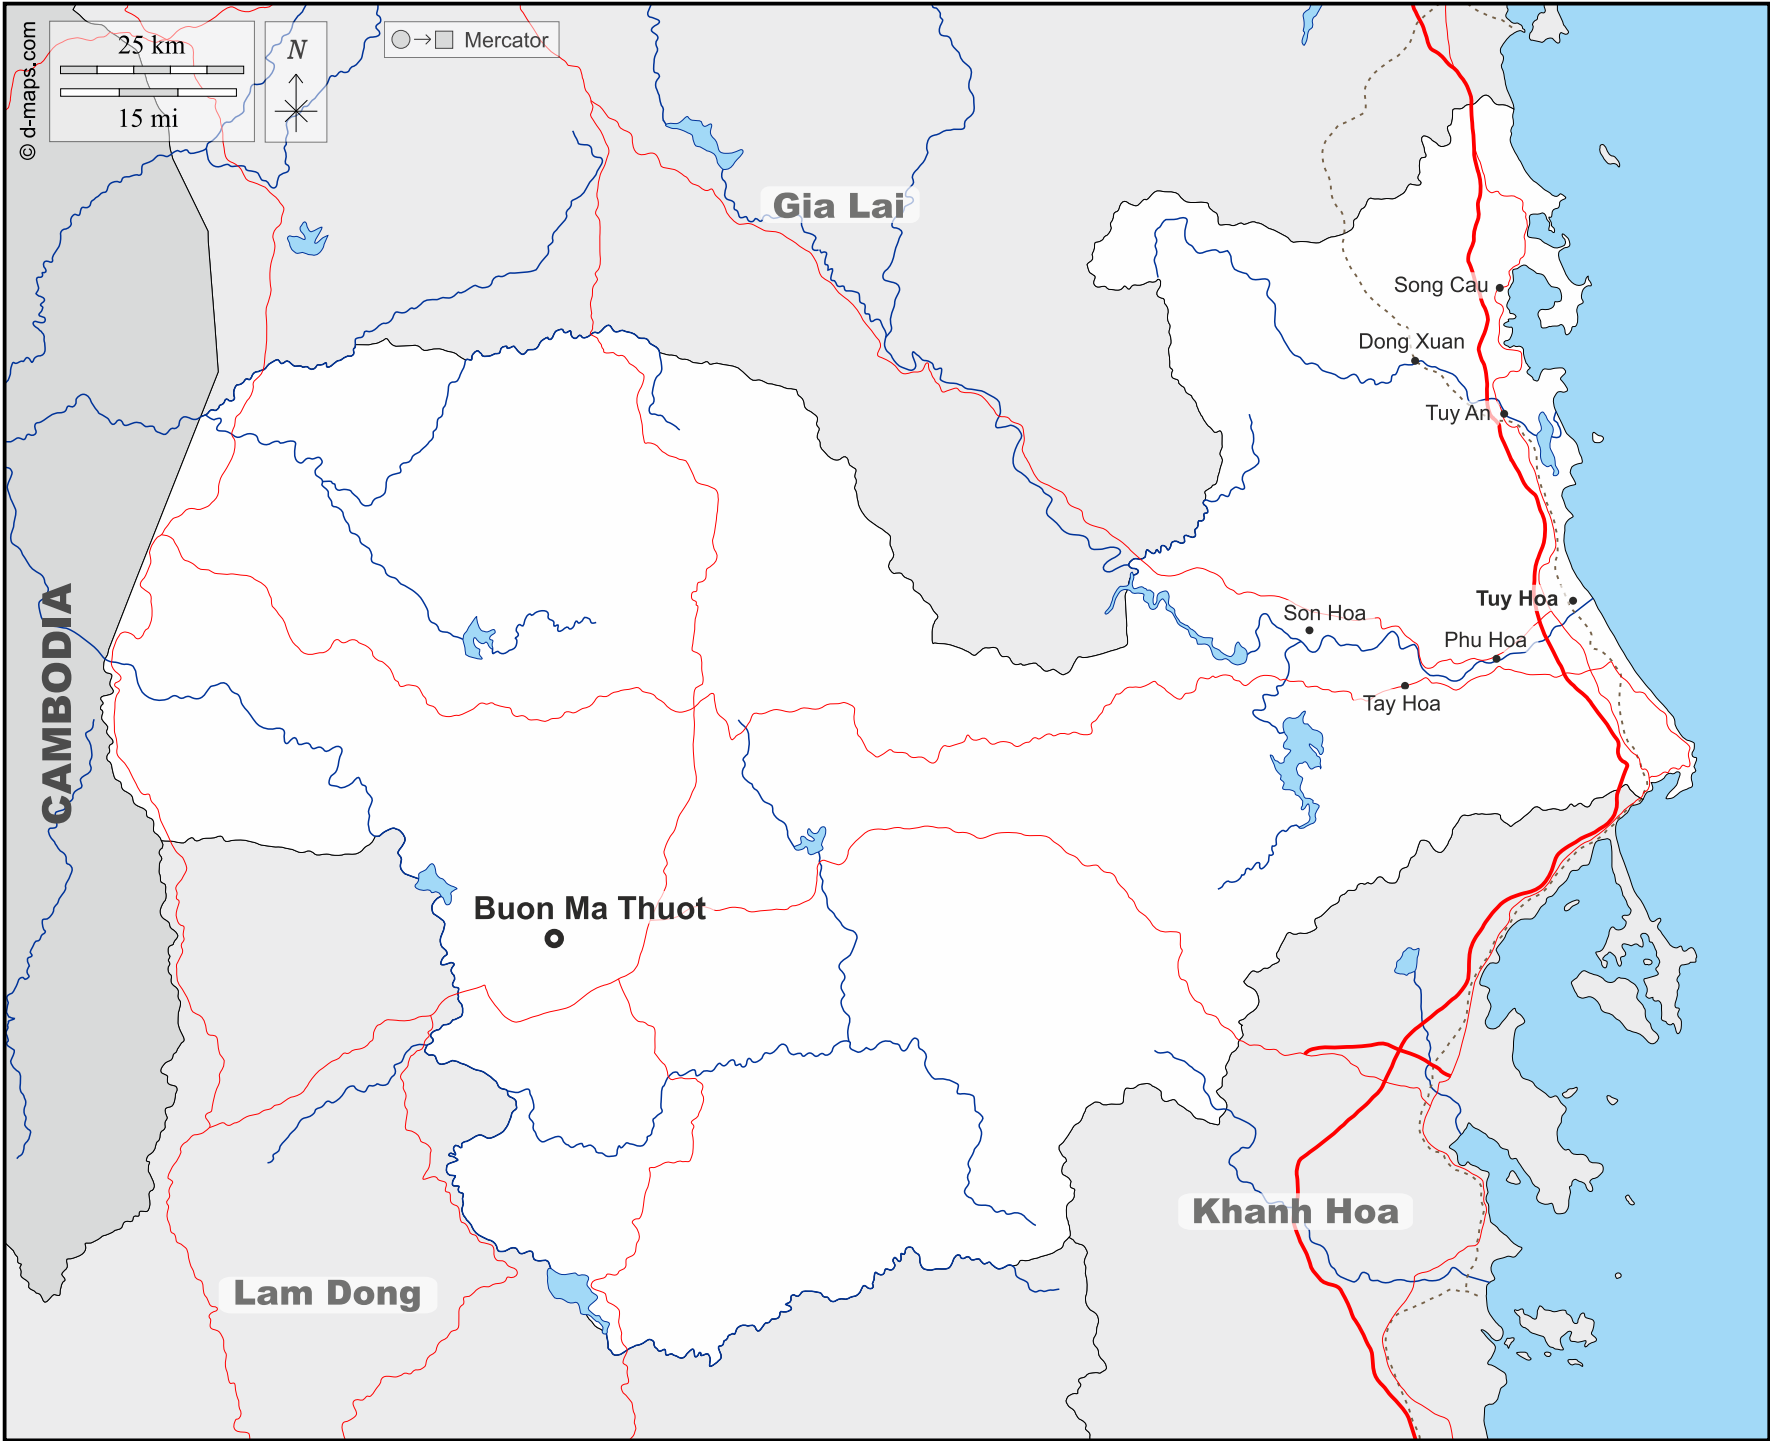 © d-maps.com
25 km
15 mi
N
Mercator
Gia Lai
Song Cau
Dong Xuan
Tuy An
CAMBODIA
Tuy Hoa
Son Hoa
Phu Hoa
Tay Hoa
Buon Ma Thuot
Khanh Hoa
Lam Dong